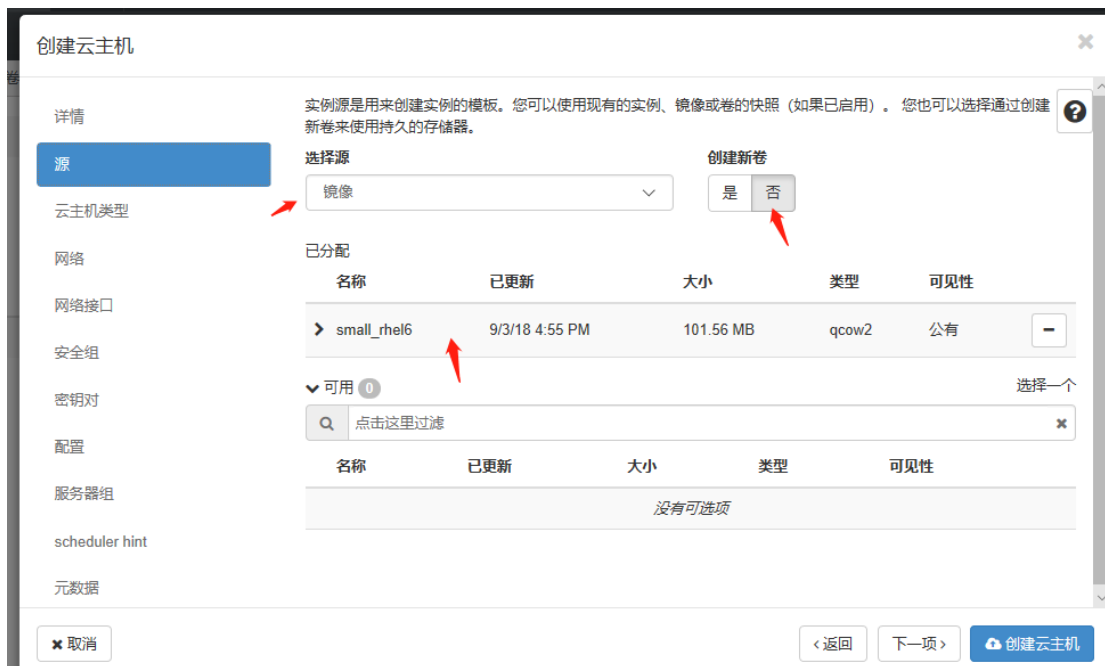 创建云主机
详情
源
云主机类型
网络
网络接口
安全组
密钥对
配置
服务器组
scheduler hint
元数据
实例源是用来创建实例的模板。您可以使用现有的实例、镜像或卷的快照（如果已启用）。 您也可以选择通过创建
新卷来使用持久的存储器。
选择源 创建新卷
镜像 是 否
已分配
名称 已更新 大小 类型 可见性
small_rhel6 9/3/18 4:55 PM 101.56 MB qcow2 公有
可用 0 选择一个
点击这里过滤
名称 已更新 大小 类型 可见性
没有可选项
取消 ‹返回 下一项› 创建云主机